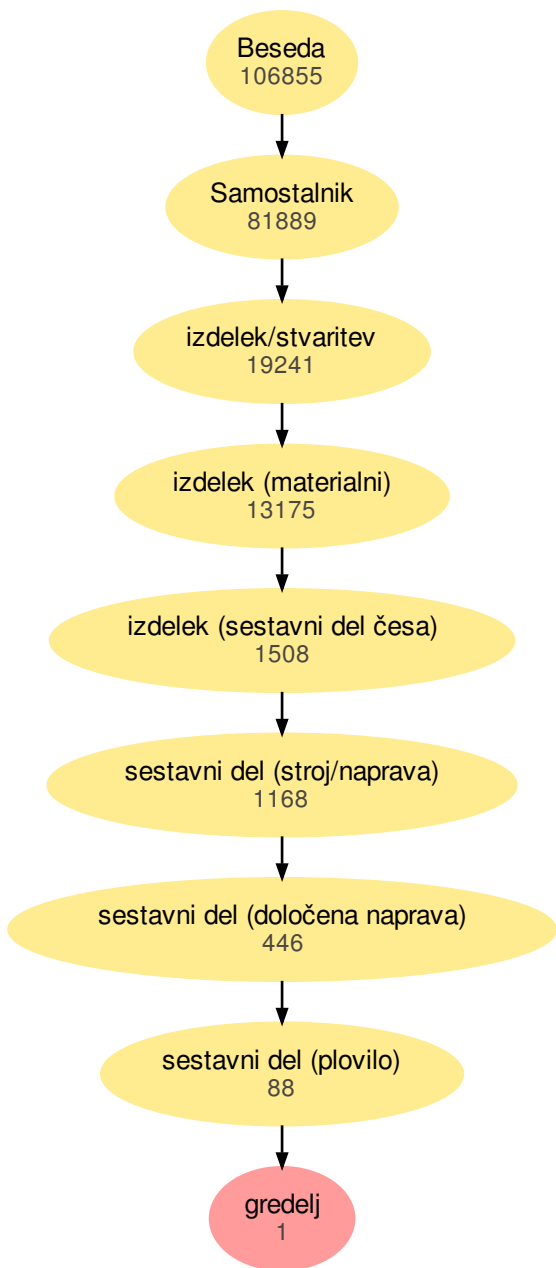 Beseda
106855
Samostalnik
81889
izdelek/stvaritev
19241
izdelek (materialni)
13175
izdelek (sestavni del česa)
1508
sestavni del (stroj/naprava)
1168
sestavni del (določena naprava)
446
sestavni del (plovilo)
88
gredelj
1